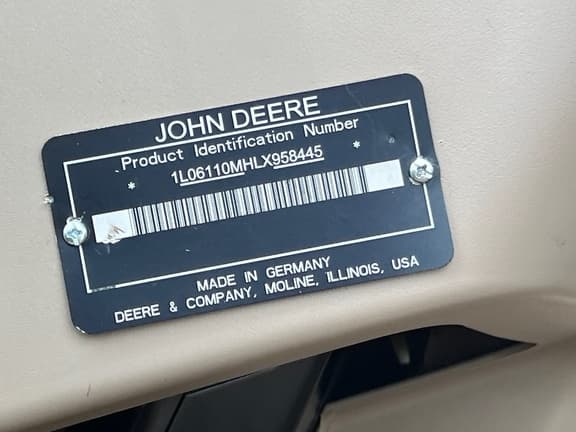 JOHN DEERE
Product Identification Number
* 1L06110MHLX958445 *
MADE IN GERMANY
DEERE & COMPANY, MOLINE, ILLINOIS, USA